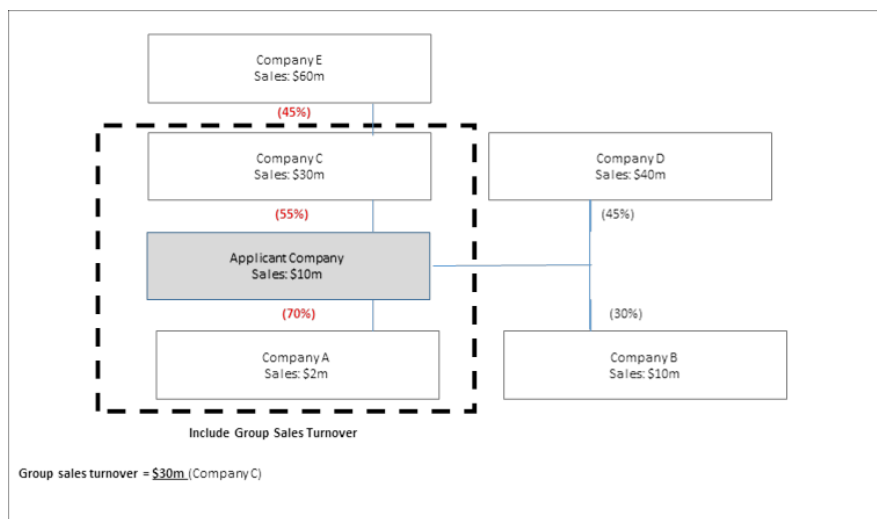 Company E
Sales: $60m
(45%)
Company C
Sales: $30m
Company D
Sales: $40m
(55%)
(45%)
Applicant Company
Sales: $10m
(70%)
(30%)
Company A
Sales: $2m
Company B
Sales: $10m
Include Group Sales Turnover
Group sales turnover = $30m (Company C)